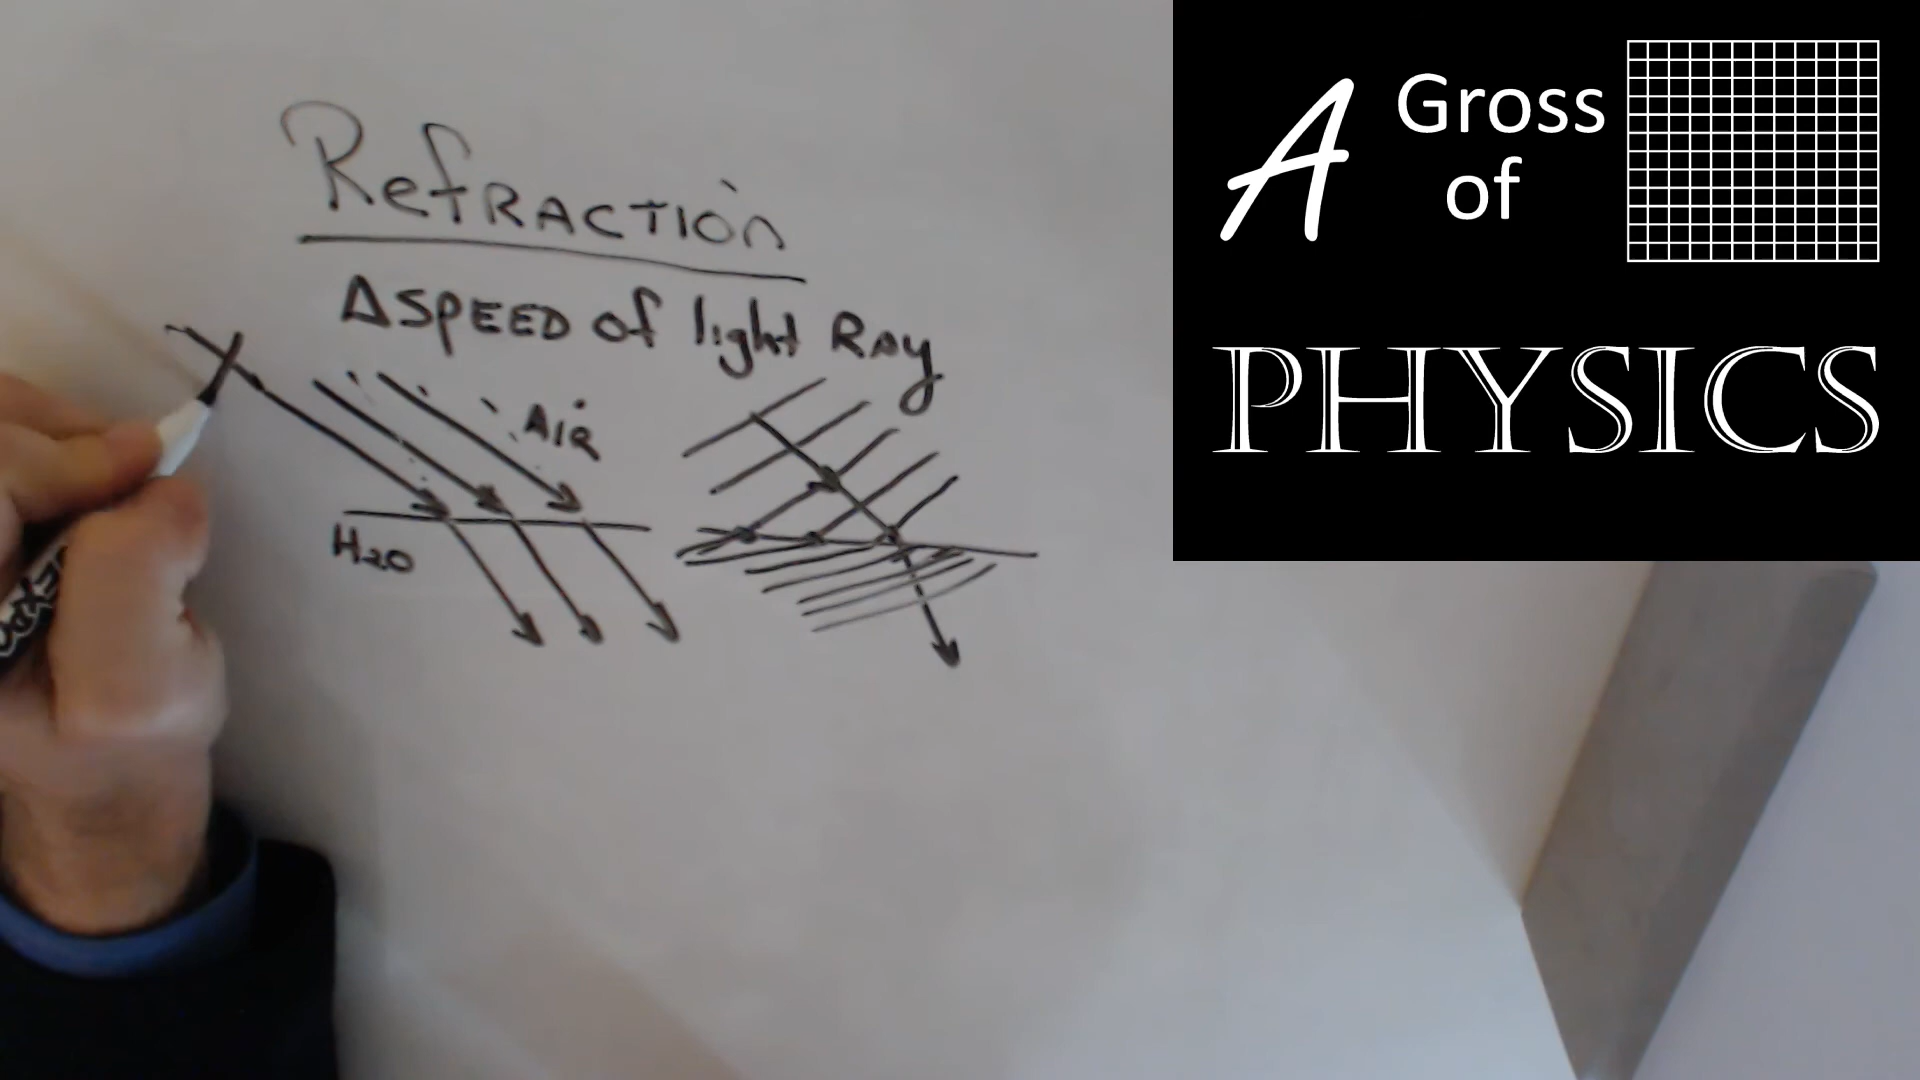 Refraction
ΔSPEED of light Ray
Air
H2O
A Gross of
PHYSICS